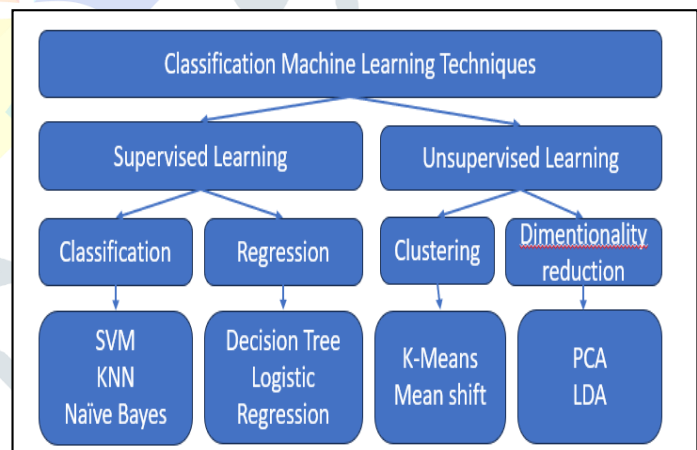 Classification Machine Learning Techniques
Supervised Learning
Unsupervised Learning
Classification
Regression
Clustering
Dimentionality
reduction
SVM
KNN
Naïve Bayes
Decision Tree
Logistic
Regression
K-Means
Mean shift
PCA
LDA